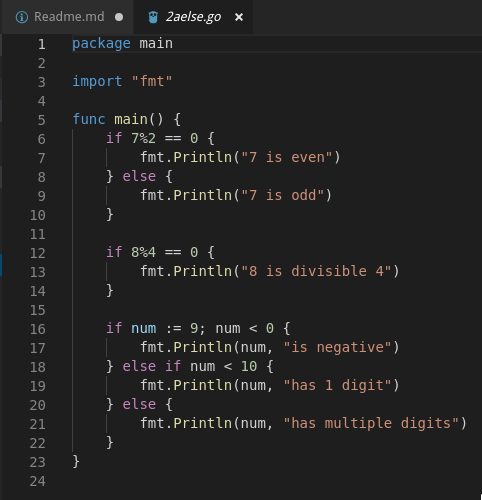 Readme.md 2aelse.go
1 package main
2
3 import "fmt"
4
5 func main() {
6     if 7%2 == 0 {
7         fmt.Println("7 is even")
8     } else {
9         fmt.Println("7 is odd")
10     }
11
12     if 8%4 == 0 {
13         fmt.Println("8 is divisible 4")
14     }
15
16     if num := 9; num < 0 {
17         fmt.Println(num, "is negative")
18     } else if num < 10 {
19         fmt.Println(num, "has 1 digit")
20     } else {
21         fmt.Println(num, "has multiple digits")
22     }
23 }
24